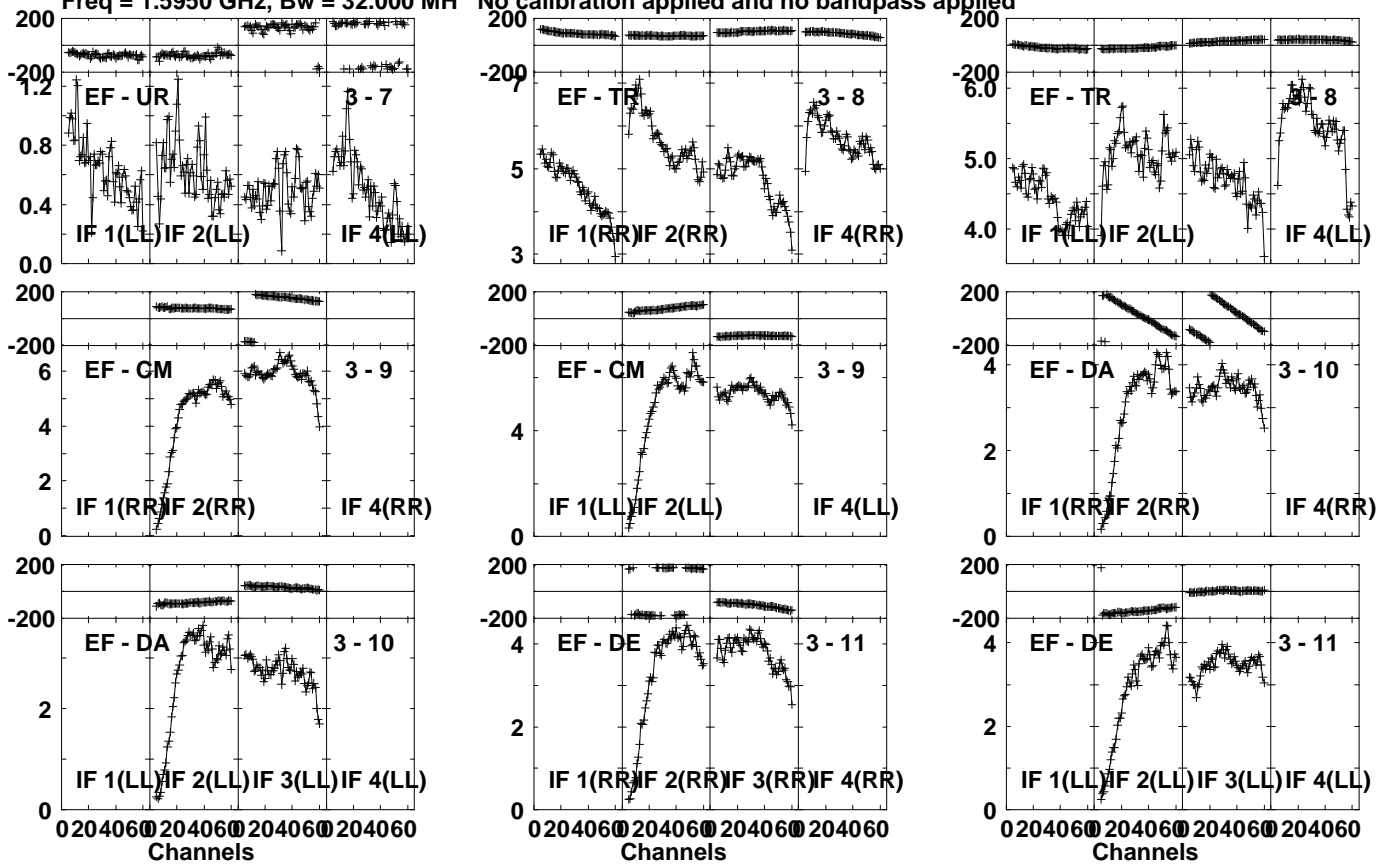 Freq = 1.5950 GHz, Bw = 32.000 MH No calibration applied and no bandpass applied
200
-200
1.2
0.8
0.4
0.0
EF - UR 3 - 7
IF 1(LL) IF 2(LL) IF 4(LL)
7
5
3
200
-200
EF - TR 3 - 8
IF 1(RR) IF 2(RR) IF 4(RR)
200
-200
6.0
5.0
4.0
EF - TR 3 - 8
IF 1(LL) IF 2(LL) IF 4(LL)
200
-200
6
4
2
0
EF - CM 3 - 9
IF 1(RR) IF 2(RR) IF 4(RR)
200
-200
4
0
EF - CM 3 - 9
IF 1(LL) IF 2(LL) IF 4(LL)
200
-200
4
2
0
EF - DA 3 - 10
IF 1(RR) IF 2(RR) IF 4(RR)
200
-200
2
0
EF - DA 3 - 10
IF 1(LL) IF 2(LL) IF 3(LL) IF 4(LL)
0 20 40 60 0 20 40 60 0 20 40 60 0 20 40 60
Channels
200
-200
4
2
0
EF - DE 3 - 11
IF 1(RR) IF 2(RR) IF 3(RR) IF 4(RR)
0 20 40 60 0 20 40 60 0 20 40 60 0 20 40 60
Channels
200
-200
4
2
0
EF - DE 3 - 11
IF 1(LL) IF 2(LL) IF 3(LL) IF 4(LL)
0 20 40 60 0 20 40 60 0 20 40 60 0 20 40 60
Channels